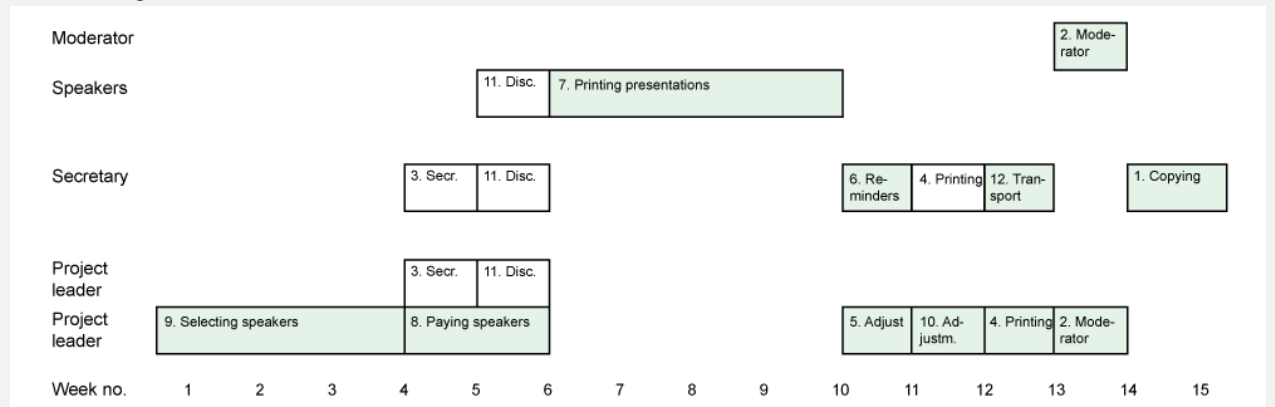 Moderator
2. Mode-
rator
Speakers
11. Disc.
7. Printing presentations
Secretary
3. Secr.
11. Disc.
6. Re-
minders
4. Printing
12. Tran-
sport
1. Copying
Project
leader
3. Secr.
11. Disc.
Project
leader
9. Selecting speakers
8. Paying speakers
5. Adjust
10. Ad-
justm.
4. Printing
2. Mode-
rator
Week no. 1 2 3 4 5 6 7 8 9 10 11 12 13 14 15